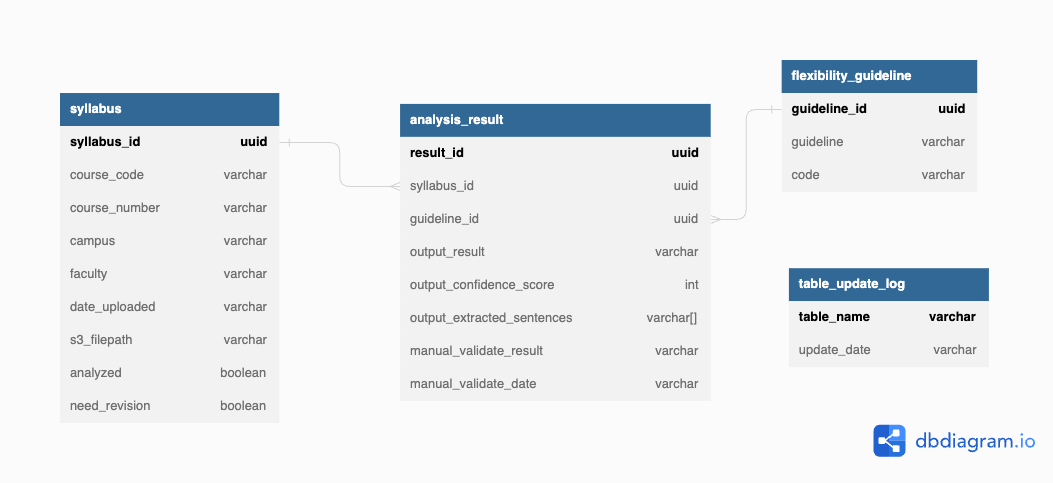 syllabus
syllabus_id uuid
course_code varchar
course_number varchar
campus varchar
faculty varchar
date_uploaded varchar
s3_filepath varchar
analyzed boolean
need_revision boolean
analysis_result
result_id uuid
syllabus_id uuid
guideline_id uuid
output_result varchar
output_confidence_score int
output_extracted_sentences varchar[]
manual_validate_result varchar
manual_validate_date varchar
flexibility_guideline
guideline_id uuid
guideline varchar
code varchar
table_update_log
table_name varchar
update_date varchar
dbdiagram.io